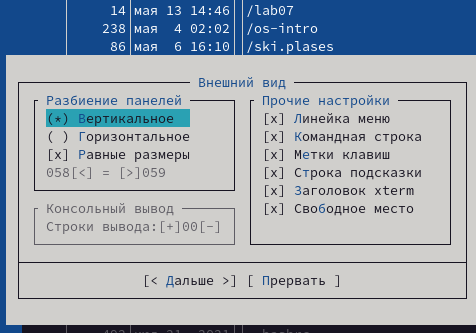 14 мая 13 14:46 /lab07
238 мая  4 02:02 /os-intro
86 мая  6 16:10 /ski.plases
Внешний вид
Разбиение панелей
(*) Вертикальное
( ) Горизонтальное
[x] Равные размеры
058[<] = [>]059
Консольный вывод
Строки вывода:[+]00[-]
Прочие настройки
[x] Линейка меню
[x] Командная строка
[x] Метки клавиш
[x] Строка подсказки
[x] Заголовок xterm
[x] Свободное место
[< Дальше >] [ Прервать ]